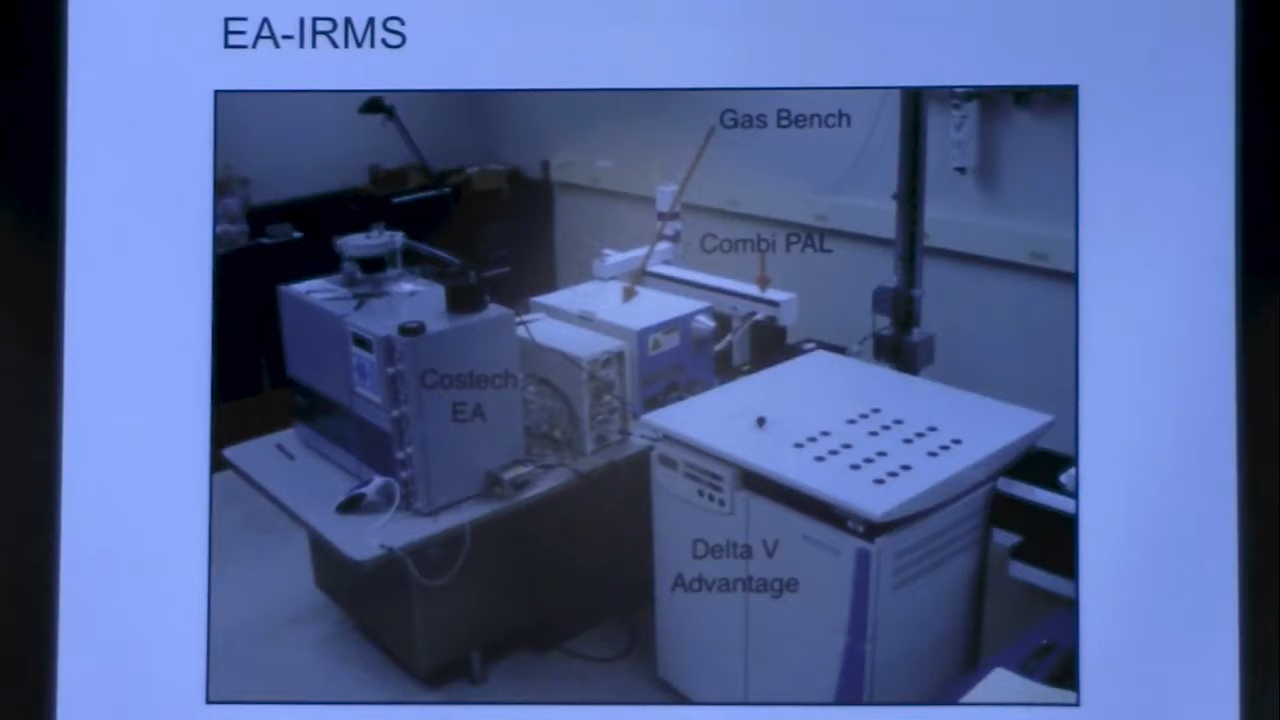 EA-IRMS
Gas Bench
Combi PAL
Costech
EA
Delta V
Advantage